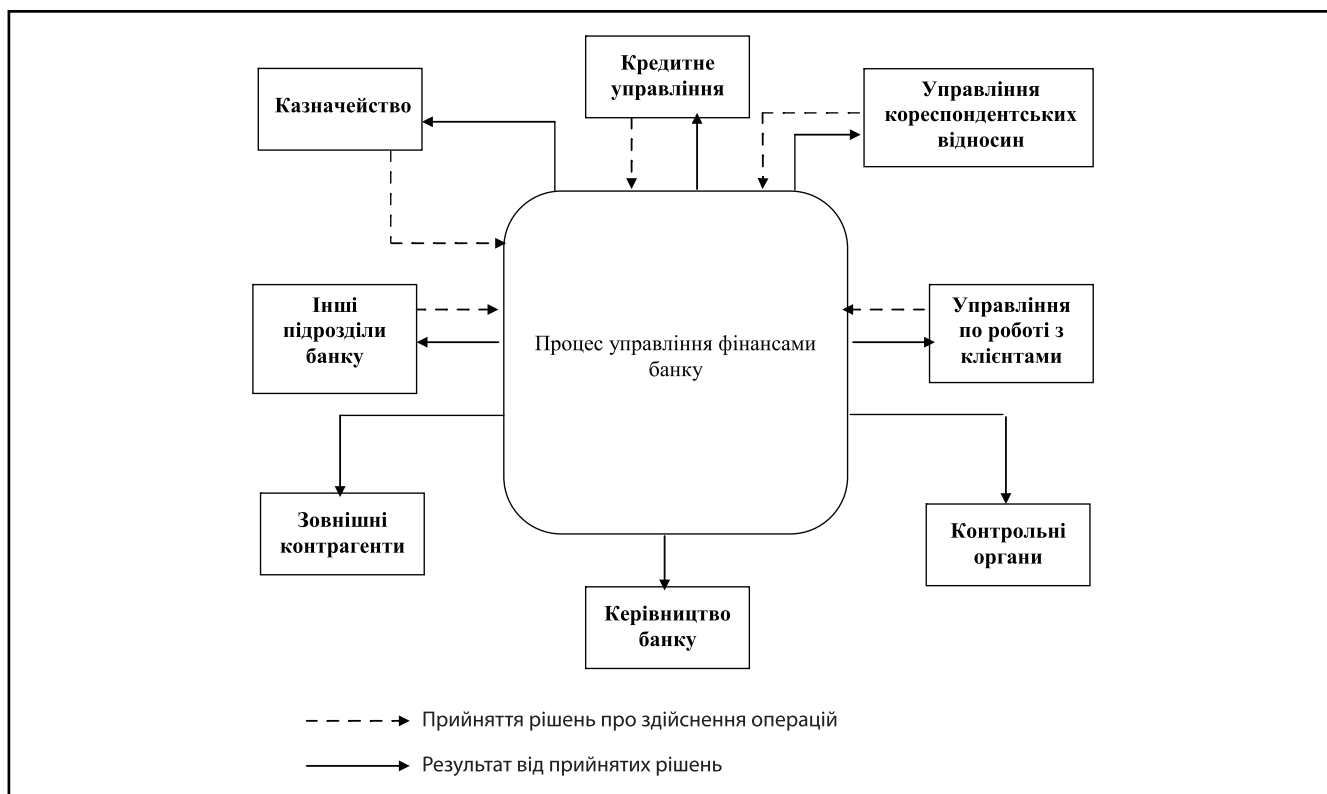 Кредитне
управління
Казначейство
Управління
кореспондентських
відносин
Інші
підрозділи
банку
Процес управління фінансами
банку
Управління
по роботі з
клієнтами
Зовнішні
контрагенти
Контрольні
органи
Керівництво
банку
Прийняття рішень про здійснення операцій
Результат від прийнятих рішень